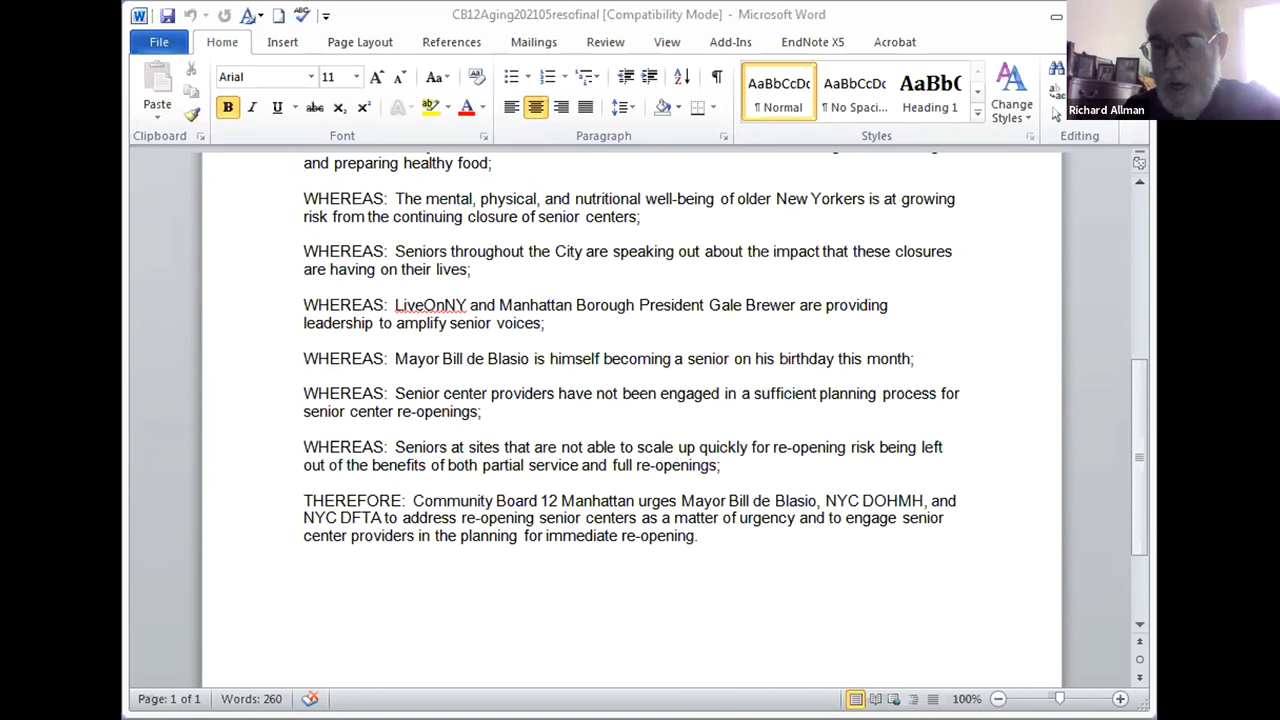 CB12Aging202105resofinal [Compatibility Mode] - Microsoft Word
File Home Insert Page Layout References Mailings Review View Add-Ins EndNote X5 Acrobat
Paste
Arial 11
Aa
B I U abc X₂ X²
AaBbCcDc AaBbCcDc AaBbC
¶ Normal ¶ No Spaci... Heading 1
Change
Styles
Clipboard Font Paragraph Styles Editing
Richard Allman
and preparing healthy food;
WHEREAS: The mental, physical, and nutritional well-being of older New Yorkers is at growing
risk from the continuing closure of senior centers;
WHEREAS: Seniors throughout the City are speaking out about the impact that these closures
are having on their lives;
WHEREAS: LiveOnNY and Manhattan Borough President Gale Brewer are providing
leadership to amplify senior voices;
WHEREAS: Mayor Bill de Blasio is himself becoming a senior on his birthday this month;
WHEREAS: Senior center providers have not been engaged in a sufficient planning process for
senior center re-openings;
WHEREAS: Seniors at sites that are not able to scale up quickly for re-opening risk being left
out of the benefits of both partial service and full re-openings;
THEREFORE: Community Board 12 Manhattan urges Mayor Bill de Blasio, NYC DOHMH, and
NYC DFTA to address re-opening senior centers as a matter of urgency and to engage senior
center providers in the planning for immediate re-opening.
Page: 1 of 1 Words: 260 100%